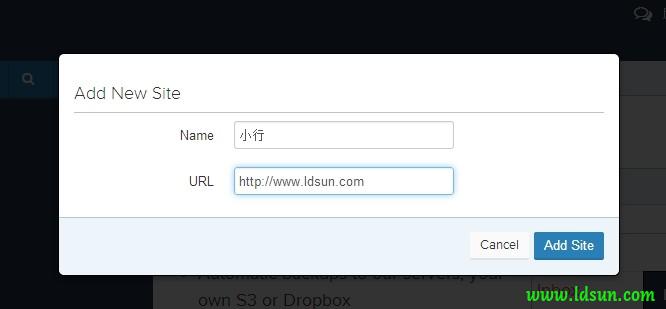 Add New Site
Name
小行
URL
http://www.ldsun.com
Cancel
Add Site
Automatic backups to our servers, your
own S3 or Dropbox
Inbox
www.ldsun.com